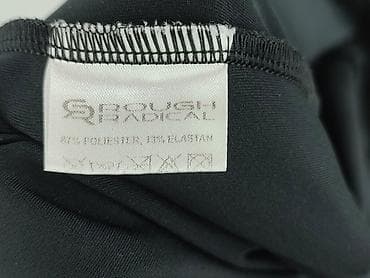 ROUGH
RADICAL
87% POLIESTER, 13% ELASTAN